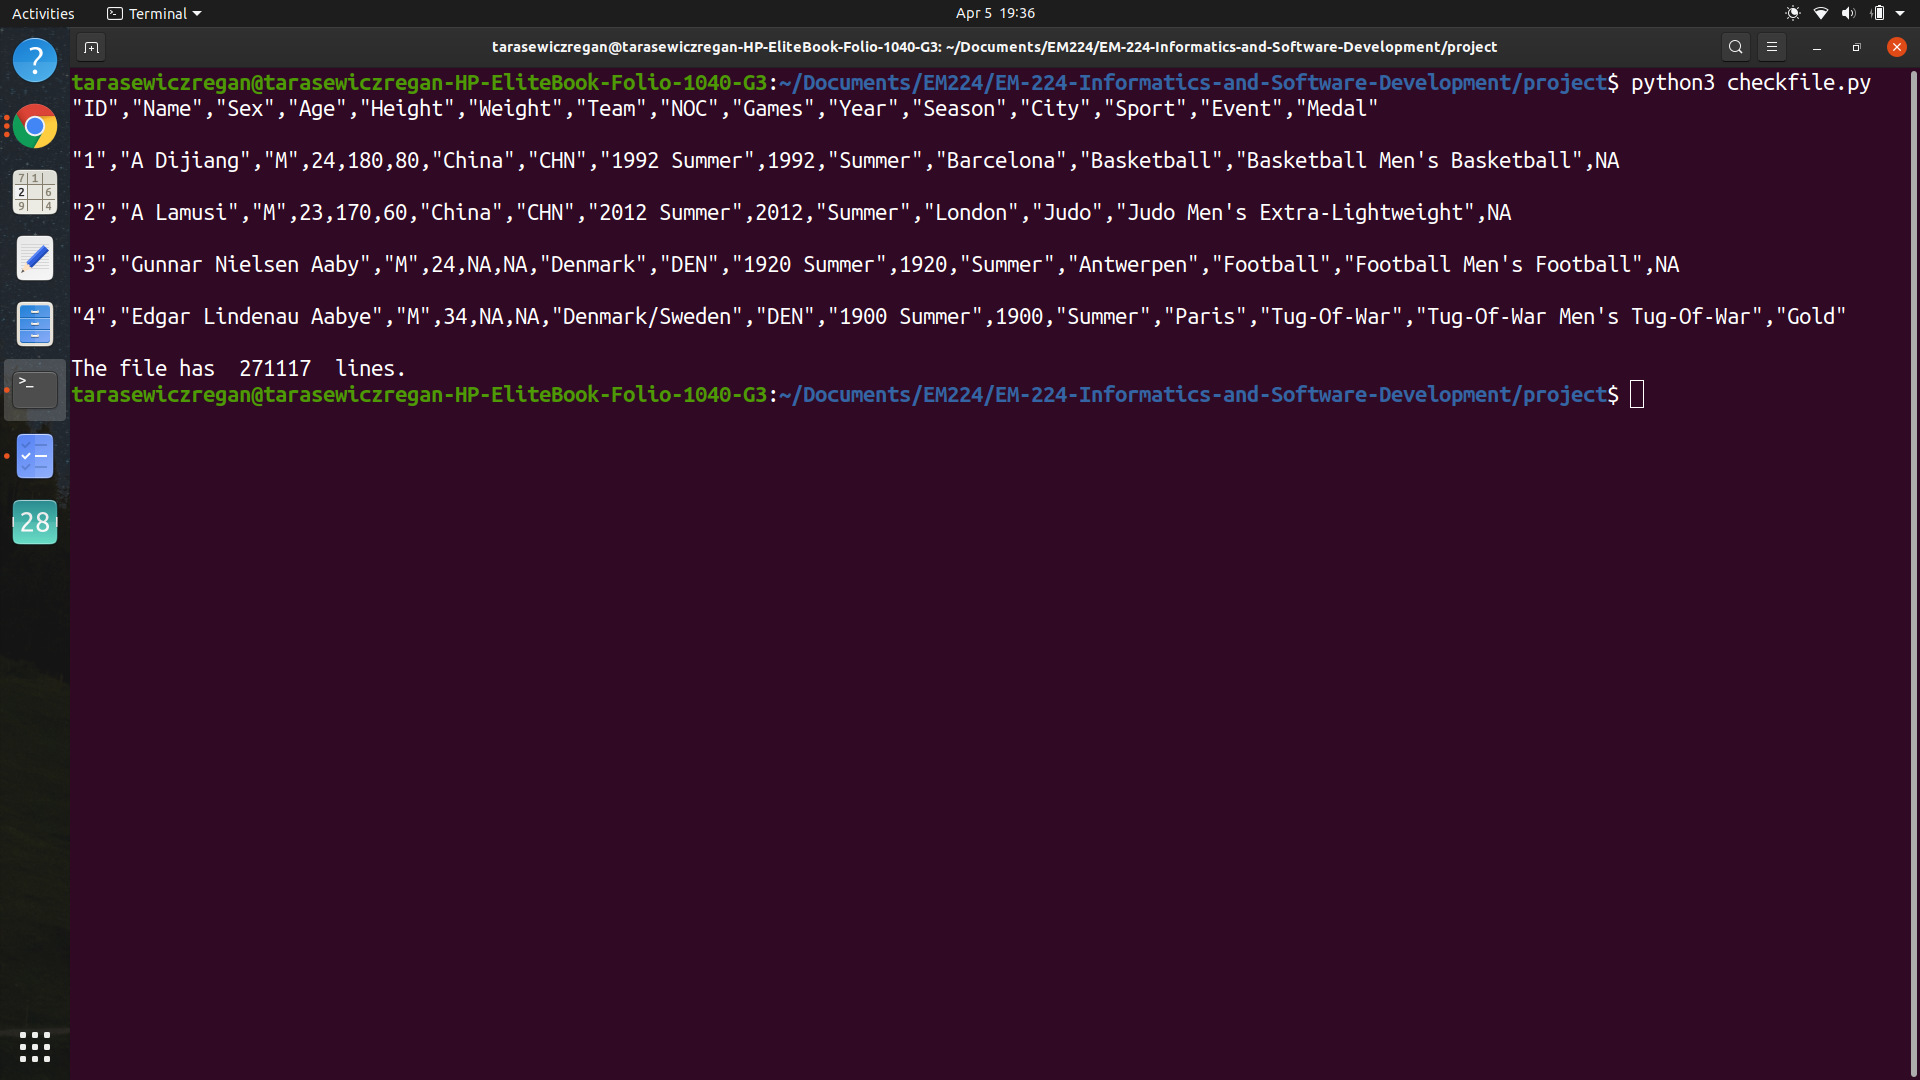 Activities
Terminal
Apr 5 19:36
tarasewiczregan@tarasewiczregan-HP-EliteBook-Folio-1040-G3: ~/Documents/EM224/EM-224-Informatics-and-Software-Development/project
tarasewiczregan@tarasewiczregan-HP-EliteBook-Folio-1040-G3:~/Documents/EM224/EM-224-Informatics-and-Software-Development/project$ python3 checkfile.py
"ID","Name","Sex","Age","Height","Weight","Team","NOC","Games","Year","Season","City","Sport","Event","Medal"
"1","A Dijiang","M",24,180,80,"China","CHN","1992 Summer",1992,"Summer","Barcelona","Basketball","Basketball Men's Basketball",NA
"2","A Lamusi","M",23,170,60,"China","CHN","2012 Summer",2012,"Summer","London","Judo","Judo Men's Extra-Lightweight",NA
"3","Gunnar Nielsen Aaby","M",24,NA,NA,"Denmark","DEN","1920 Summer",1920,"Summer","Antwerpen","Football","Football Men's Football",NA
"4","Edgar Lindenau Aabye","M",34,NA,NA,"Denmark/Sweden","DEN","1900 Summer",1900,"Summer","Paris","Tug-Of-War","Tug-Of-War Men's Tug-Of-War","Gold"
The file has  271117  lines.
tarasewiczregan@tarasewiczregan-HP-EliteBook-Folio-1040-G3:~/Documents/EM224/EM-224-Informatics-and-Software-Development/project$
?
7 1
2 6
9 4
>_
28